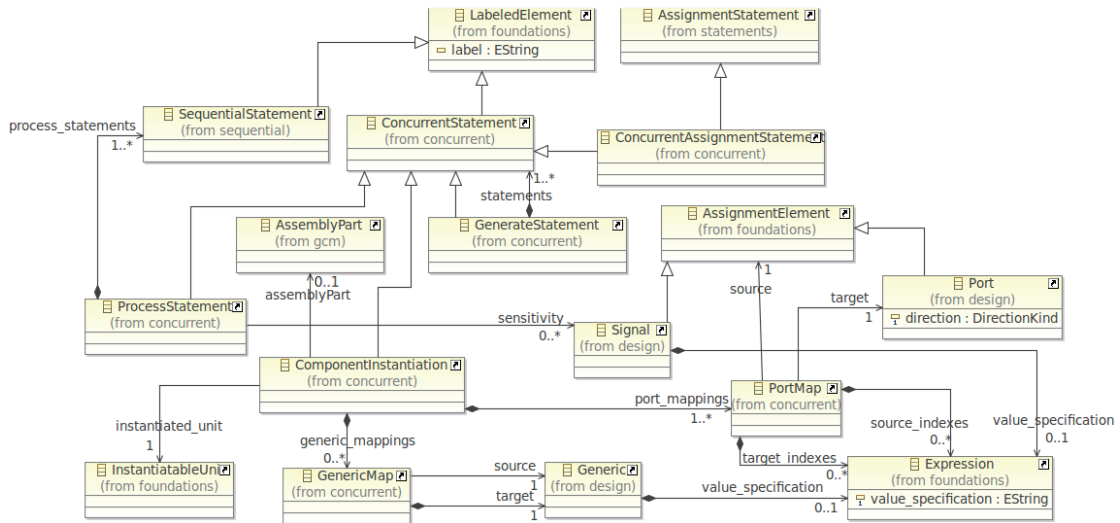 LabeledElement
(from foundations)
label : EString
AssignmentStatement
(from statements)
process_statements
1..*
SequentialStatement
(from sequential)
ConcurrentStatement
(from concurrent)
ConcurrentAssignmentStatement
(from concurrent)
1..*
statements
AssemblyPart
(from gcm)
GenerateStatement
(from concurrent)
AssignmentElement
(from foundations)
0..1
assemblyPart
1
source
Port
(from design)
direction : DirectionKind
target
1
ProcessStatement
(from concurrent)
sensitivity
0..*
Signal
(from design)
ComponentInstantiation
(from concurrent)
port_mappings
1..*
PortMap
(from concurrent)
instantiated_unit
1
generic_mappings
0..*
source_indexes
0..*
value_specification
0..1
target_indexes
0..*
InstantiatableUni
(from foundations)
GenericMap
(from concurrent)
source
1
target
1
Generic
(from design)
value_specification
0..1
Expression
(from foundations)
value_specification : EString